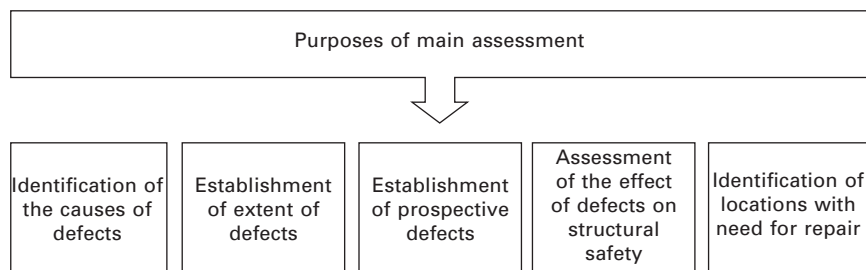 Purposes of main assessment
Identification of
the causes of
defects
Establishment
of extent of
defects
Establishment
of prospective
defects
Assessment
of the effect
of defects on
structural
safety
Identification of
locations with
need for repair